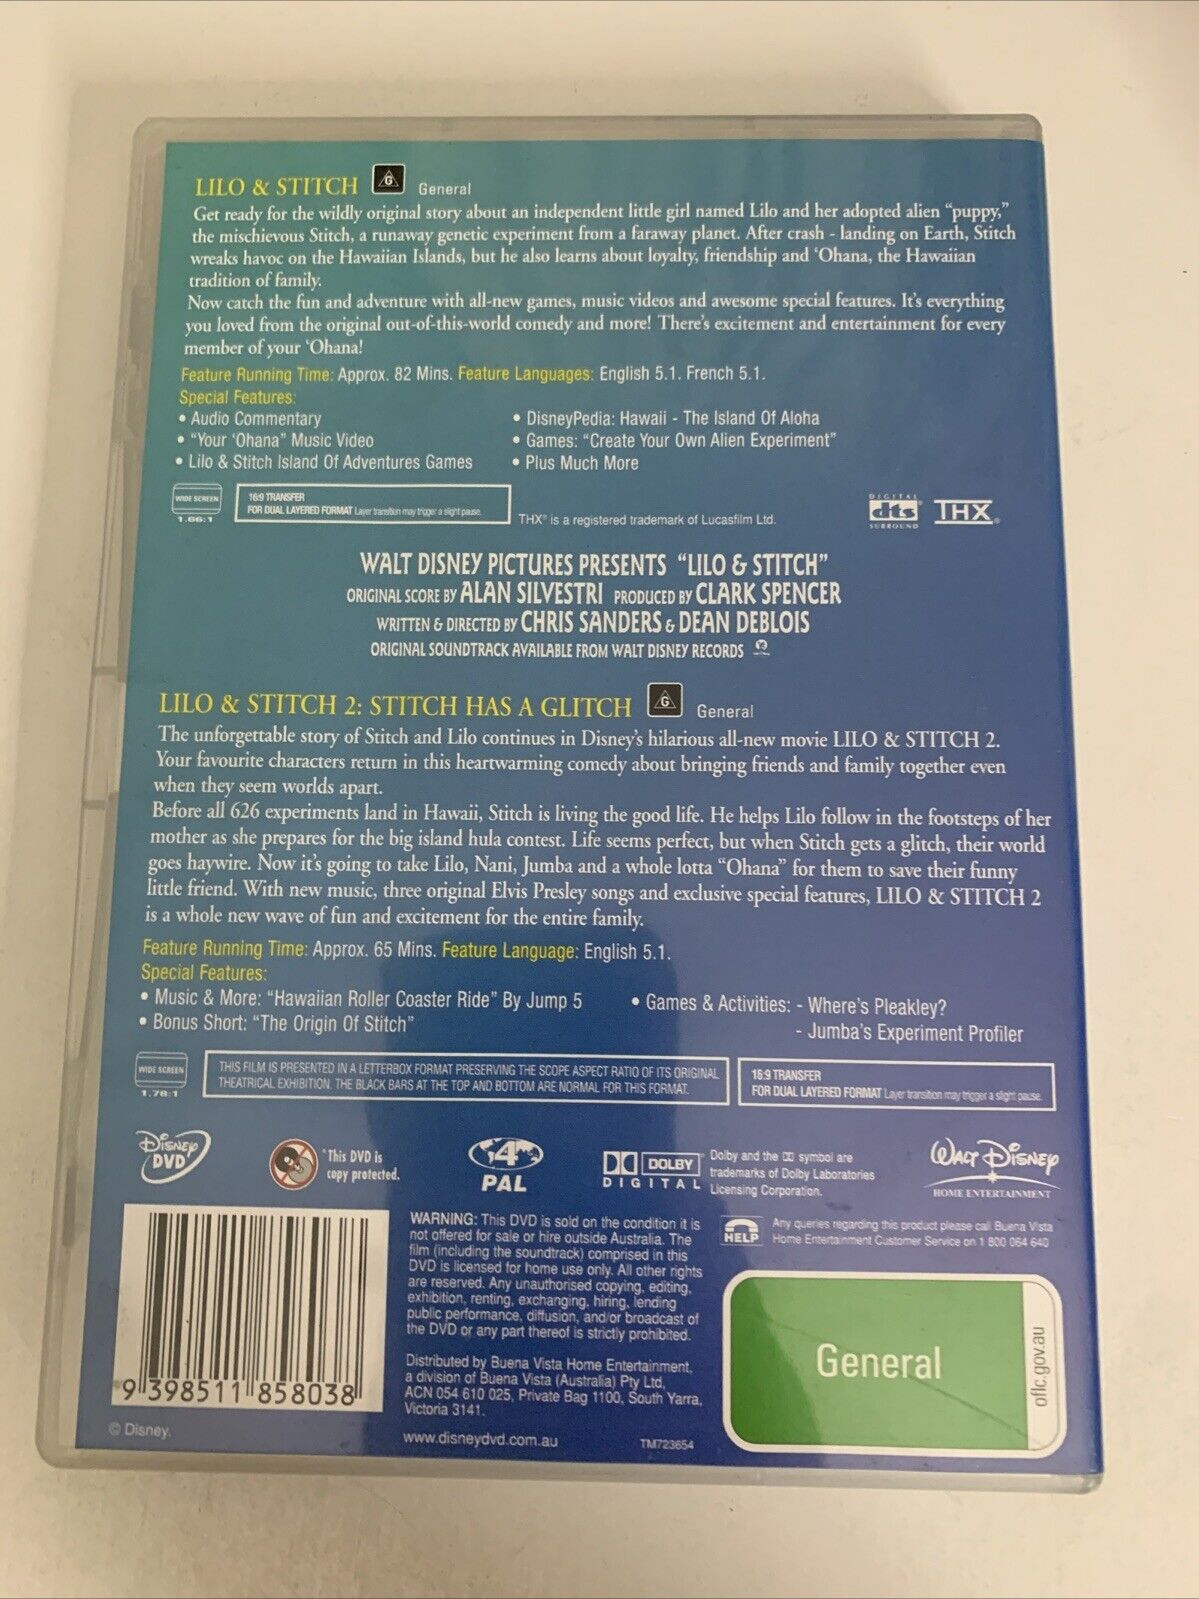 LILO & STITCH G General
Get ready for the wildly original story about an independent little girl named Lilo and her adopted alien “puppy,”
the mischievous Stitch, a runaway genetic experiment from a faraway planet. After crash - landing on Earth, Stitch
wreaks havoc on the Hawaiian Islands, but he also learns about loyalty, friendship and ‘Ohana, the Hawaiian
tradition of family.
Now catch the fun and adventure with all-new games, music videos and awesome special features. It’s everything
you loved from the original out-of-this-world comedy and more! There’s excitement and entertainment for every
member of your ‘Ohana!
Feature Running Time: Approx. 82 Mins. Feature Languages: English 5.1. French 5.1.
Special Features:
• Audio Commentary
• “Your ‘Ohana” Music Video
• Lilo & Stitch Island Of Adventures Games
• DisneyPedia: Hawaii - The Island Of Aloha
• Games: “Create Your Own Alien Experiment”
• Plus Much More
WIDE SCREEN
1.66:1
16:9 TRANSFER
FOR DUAL LAYERED FORMAT Layer transition may trigger a slight pause.
THX® is a registered trademark of Lucasfilm Ltd.
DIGITAL
dts
SURROUND
THX
WALT DISNEY PICTURES PRESENTS “LILO & STITCH”
ORIGINAL SCORE BY ALAN SILVESTRI PRODUCED BY CLARK SPENCER
WRITTEN & DIRECTED BY CHRIS SANDERS & DEAN DEBLOIS
ORIGINAL SOUNDTRACK AVAILABLE FROM WALT DISNEY RECORDS
LILO & STITCH 2: STITCH HAS A GLITCH G General
The unforgettable story of Stitch and Lilo continues in Disney’s hilarious all-new movie LILO & STITCH 2.
Your favourite characters return in this heartwarming comedy about bringing friends and family together even
when they seem worlds apart.
Before all 626 experiments land in Hawaii, Stitch is living the good life. He helps Lilo follow in the footsteps of her
mother as she prepares for the big island hula contest. Life seems perfect, but when Stitch gets a glitch, their world
goes haywire. Now it’s going to take Lilo, Nani, Jumba and a whole lotta “Ohana” for them to save their funny
little friend. With new music, three original Elvis Presley songs and exclusive special features, LILO & STITCH 2
is a whole new wave of fun and excitement for the entire family.
Feature Running Time: Approx. 65 Mins. Feature Language: English 5.1.
Special Features:
• Music & More: “Hawaiian Roller Coaster Ride” By Jump 5
• Bonus Short: “The Origin Of Stitch”
• Games & Activities: - Where’s Pleakley?
- Jumba’s Experiment Profiler
WIDE SCREEN
1.78:1
THIS FILM IS PRESENTED IN A LETTERBOX FORMAT PRESERVING THE SCOPE ASPECT RATIO OF ITS ORIGINAL
THEATRICAL EXHIBITION. THE BLACK BARS AT THE TOP AND BOTTOM ARE NORMAL FOR THIS FORMAT.
16:9 TRANSFER
FOR DUAL LAYERED FORMAT Layer transition may trigger a slight pause.
Disney
DVD
*This DVD is
copy protected.
4
PAL
DOLBY
DIGITAL
Dolby and the DD symbol are
trademarks of Dolby Laboratories
Licensing Corporation.
Walt Disney
HOME ENTERTAINMENT
WARNING: This DVD is sold on the condition it is
not offered for sale or hire outside Australia. The
film (including the soundtrack) comprised in this
DVD is licensed for home use only. All other rights
are reserved. Any unauthorised copying, editing,
exhibition, renting, exchanging, hiring, lending
public performance, diffusion, and/or broadcast of
the DVD or any part thereof is strictly prohibited.
Distributed by Buena Vista Home Entertainment,
a division of Buena Vista (Australia) Pty Ltd,
ACN 054 610 025, Private Bag 1100, South Yarra,
Victoria 3141.
www.disneydvd.com.au
TM723654
HELP
Any queries regarding this product please call Buena Vista
Home Entertainment Customer Service on 1 800 064 640
General
oflc.gov.au
9 398511 858038
© Disney.